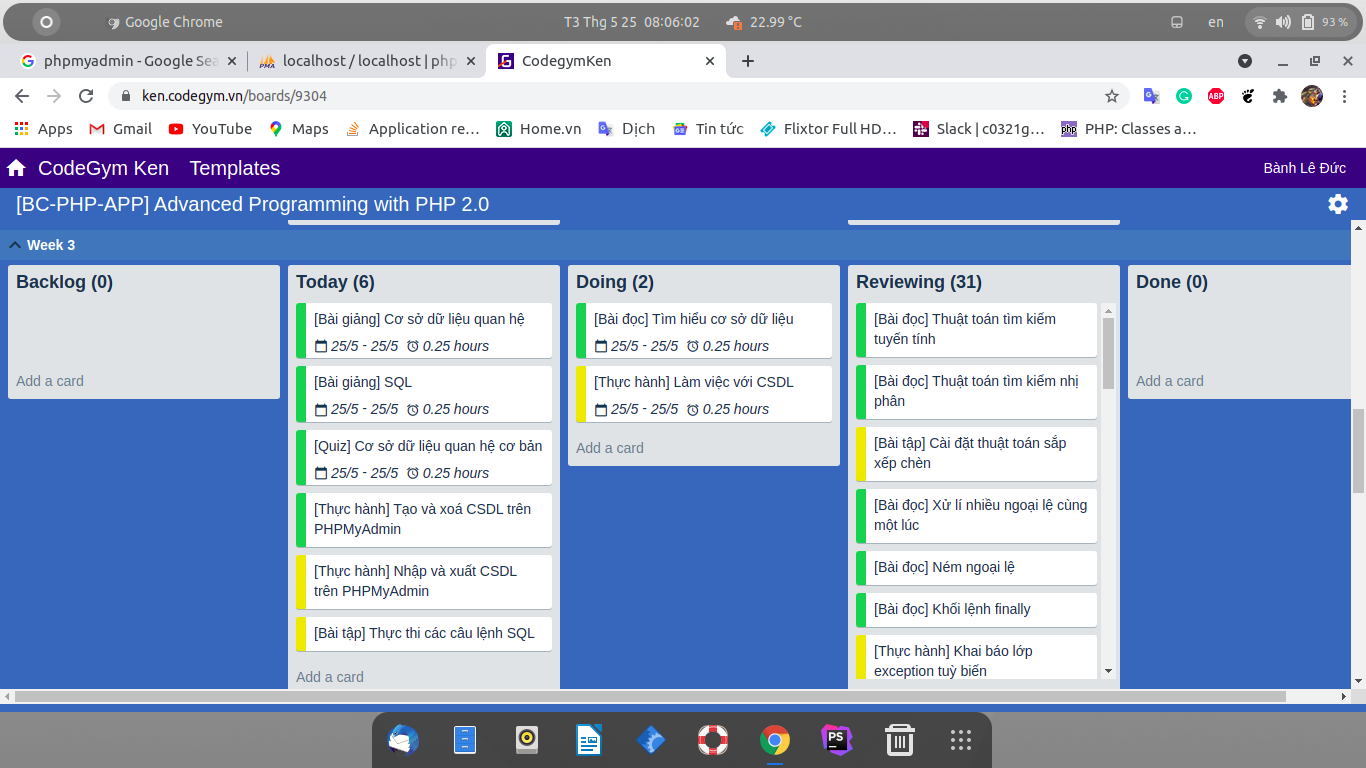 Google Chrome
T3 Thg 5 25 08:06:02
22.99 °C
en
93 %
phpmyadmin - Google Sea
localhost / localhost | php
CodegymKen
ken.codegym.vn/boards/9304
Apps
Gmail
YouTube
Maps
Application re…
Home.vn
Dịch
Tin tức
Flixtor Full HD…
Slack | c0321g…
PHP: Classes a…
CodeGym Ken
Templates
Bành Lê Đức
[BC-PHP-APP] Advanced Programming with PHP 2.0
Week 3
Backlog (0)
Add a card
Today (6)
[Bài giảng] Cơ sở dữ liệu quan hệ
25/5 - 25/5 0.25 hours
[Bài giảng] SQL
25/5 - 25/5 0.25 hours
[Quiz] Cơ sở dữ liệu quan hệ cơ bản
25/5 - 25/5 0.25 hours
[Thực hành] Tạo và xoá CSDL trên
PHPMyAdmin
[Thực hành] Nhập và xuất CSDL
trên PHPMyAdmin
[Bài tập] Thực thi các câu lệnh SQL
Add a card
Doing (2)
[Bài đọc] Tìm hiểu cơ sở dữ liệu
25/5 - 25/5 0.25 hours
[Thực hành] Làm việc với CSDL
25/5 - 25/5 0.25 hours
Add a card
Reviewing (31)
[Bài đọc] Thuật toán tìm kiếm
tuyến tính
[Bài đọc] Thuật toán tìm kiếm nhị
phân
[Bài tập] Cài đặt thuật toán sắp
xếp chèn
[Bài đọc] Xử lí nhiều ngoại lệ cùng
một lúc
[Bài đọc] Ném ngoại lệ
[Bài đọc] Khối lệnh finally
[Thực hành] Khai báo lớp
exception tuỳ biến
Done (0)
Add a card